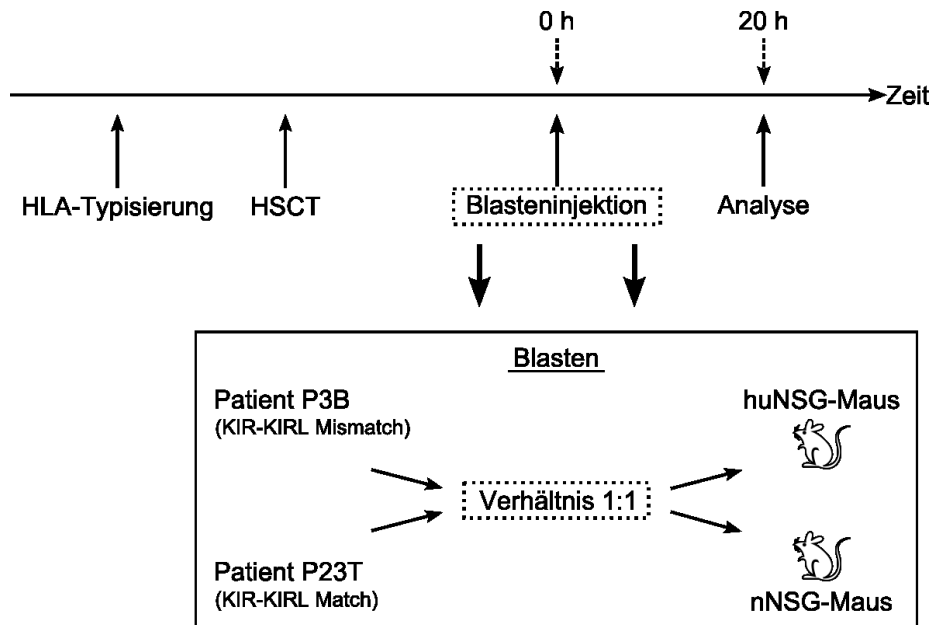 0 h
20 h
Zeit
HLA-Typisierung
HSCT
Blasteninjektion
Analyse
Blasten
Patient P3B
(KIR-KIRL Mismatch)
huNSG-Maus
Verhältnis 1:1
Patient P23T
(KIR-KIRL Match)
nNSG-Maus